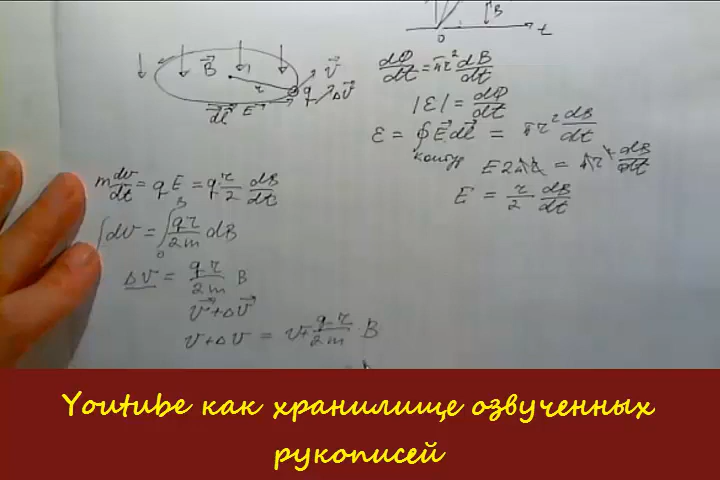 B
0 t
B⃗ r v⃗ q Δv⃗
dl⃗ E⃗
dΦ/dt = πr² dB/dt
|ε| = dΦ/dt
ε = ∮ E⃗ dl⃗ = πr² dB/dt
контур
E 2πr = πr² dB/dt
E = r/2 dB/dt
m dv/dt = qE = q r/2 dB/dt
∫dv = ∫₀ᴮ qr/2m dB
Δv = qr/2m B
v⃗+Δv⃗
v+Δv = v+ qr/2m · B
Youtube как хранилище озвученных
рукописей